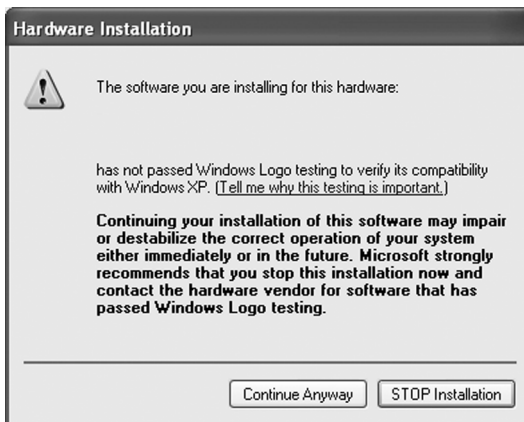 Hardware Installation
The software you are installing for this hardware:
has not passed Windows Logo testing to verify its compatibility
with Windows XP. (Tell me why this testing is important.)
Continuing your installation of this software may impair
or destabilize the correct operation of your system
either immediately or in the future. Microsoft strongly
recommends that you stop this installation now and
contact the hardware vendor for software that has
passed Windows Logo testing.
Continue Anyway STOP Installation